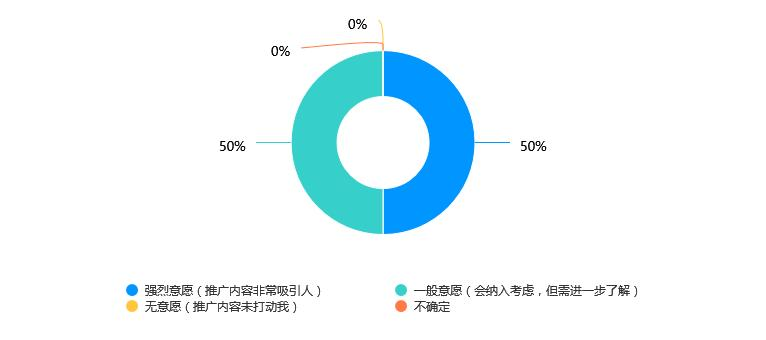 0%
0%
50%
50%
强烈意愿（推广内容非常吸引人）
一般意愿（会纳入考虑，但需进一步了解）
无意愿（推广内容未打动我）
不确定